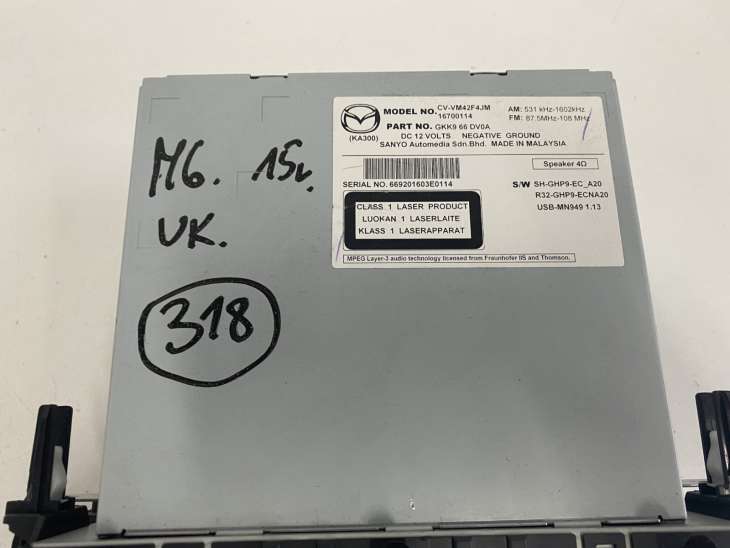 M6. 15v.
UK.
318
MODEL NO. CV-VM42F4JM
16700114
AM: 531 kHz-1602kHz
FM: 87.5MHz-108 MHz
PART NO. GKK9 66 DV0A
(KA300)
DC 12 VOLTS NEGATIVE GROUND
SANYO Automedia Sdn.Bhd. MADE IN MALAYSIA
Speaker 4Ω
SERIAL NO. 669201603E0114
S/W SH-GHP9-EC_A20
R32-GHP9-ECNA20
USB-MN949 1.13
CLASS 1 LASER PRODUCT
LUOKAN 1 LASERLAITE
KLASS 1 LASERAPPARAT
MPEG Layer-3 audio technology licensed from Fraunhofer IIS and Thomson.